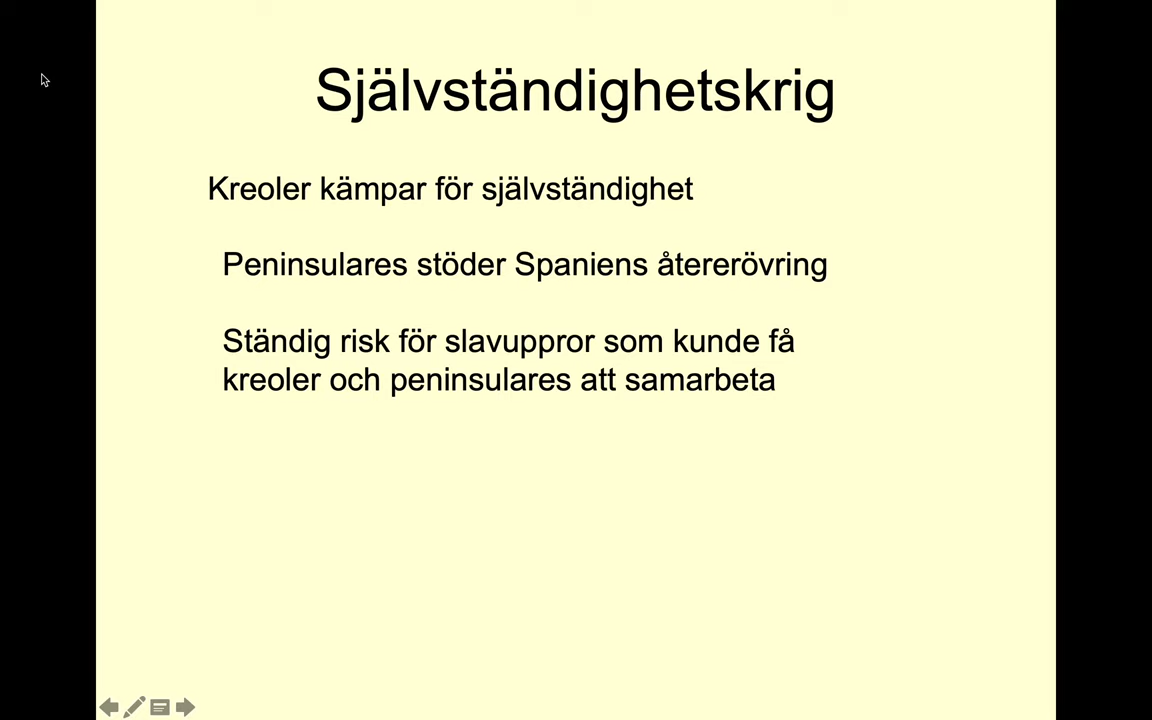 Självständighetskrig
Kreoler kämpar för självständighet
Peninsulares stöder Spaniens återerövring
Ständig risk för slavuppror som kunde få
kreoler och peninsulares att samarbeta